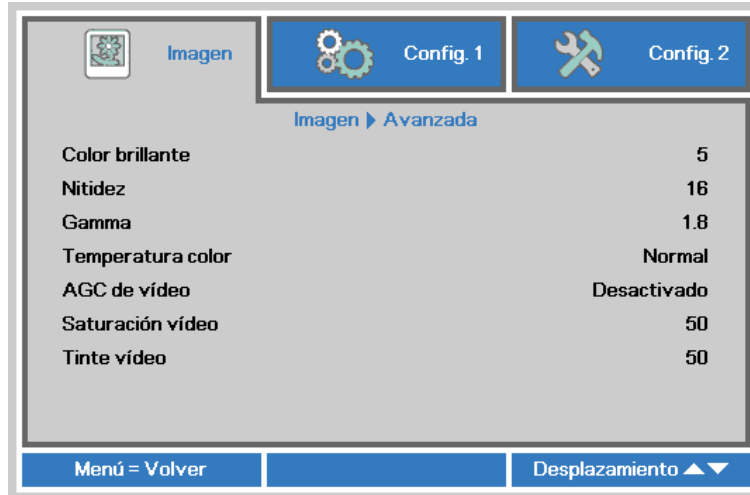 Imagen Config. 1 Config. 2
Imagen ▶ Avanzada
Color brillante 5
Nitidez 16
Gamma 1.8
Temperatura color Normal
AGC de vídeo Desactivado
Saturación vídeo 50
Tinte vídeo 50
Menú = Volver Desplazamiento ▲▼